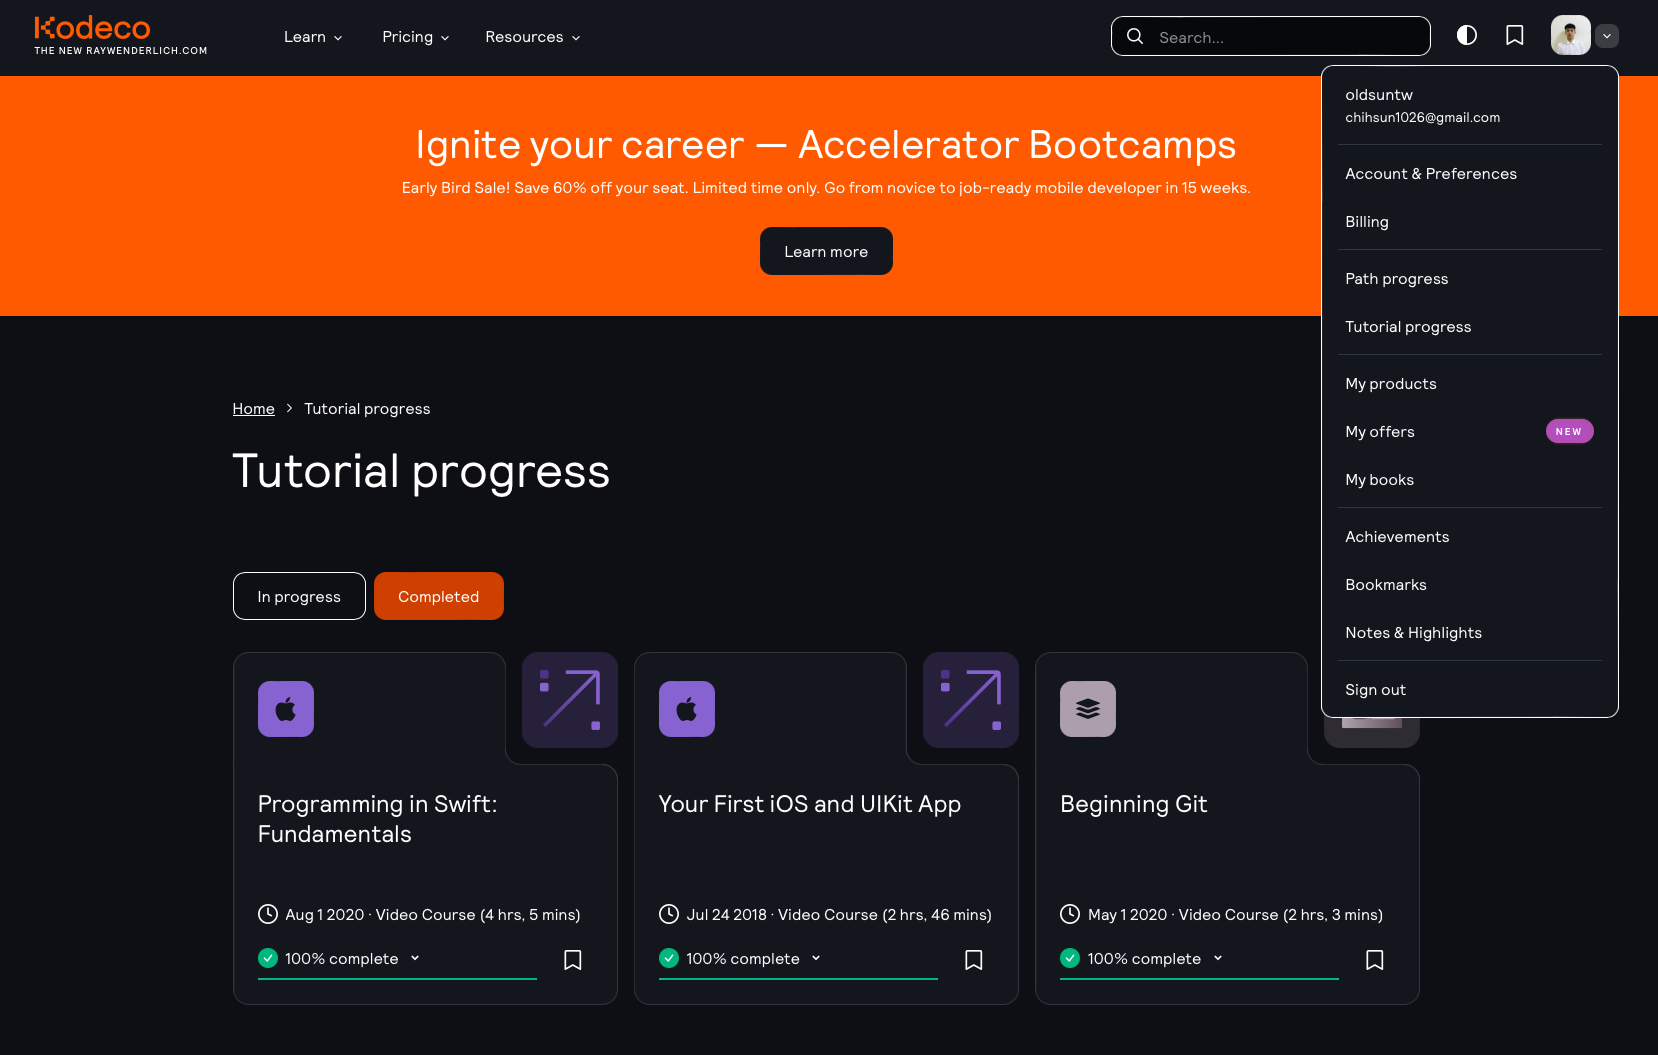 Kodeco
THE NEW RAYWENDERLICH.COM
Learn
Pricing
Resources
Search...
oldsuntw
chihsun1026@gmail.com
Account & Preferences
Billing
Path progress
Tutorial progress
My products
My offers NEW
My books
Achievements
Bookmarks
Notes & Highlights
Sign out
Ignite your career — Accelerator Bootcamps
Early Bird Sale! Save 60% off your seat. Limited time only. Go from novice to job-ready mobile developer in 15 weeks.
Learn more
Home > Tutorial progress
Tutorial progress
In progress
Completed
Programming in Swift:
Fundamentals
Aug 1 2020 · Video Course (4 hrs, 5 mins)
100% complete
Your First iOS and UIKit App
Jul 24 2018 · Video Course (2 hrs, 46 mins)
100% complete
Beginning Git
May 1 2020 · Video Course (2 hrs, 3 mins)
100% complete